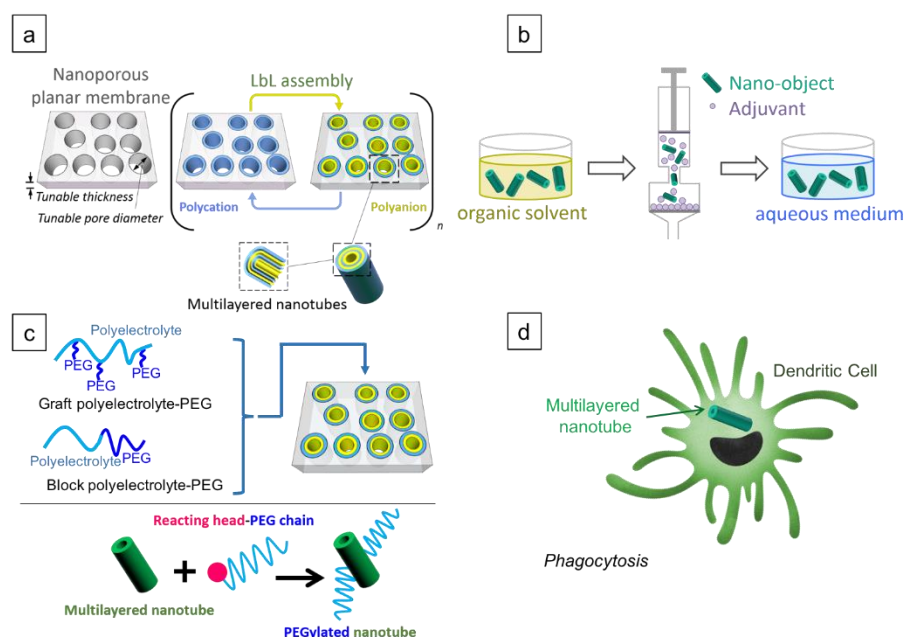 a
Nanoporous
planar membrane
LbL assembly
Tunable thickness
Tunable pore diameter
Polycation
Polyanion
n
Multilayered nanotubes
b
Nano-object
Adjuvant
organic solvent
aqueous medium
c
Polyelectrolyte
PEG
PEG
PEG
Graft polyelectrolyte-PEG
Polyelectrolyte
PEG
Block polyelectrolyte-PEG
Reacting head-PEG chain
+
Multilayered nanotube
PEGylated nanotube
d
Dendritic Cell
Multilayered
nanotube
Phagocytosis